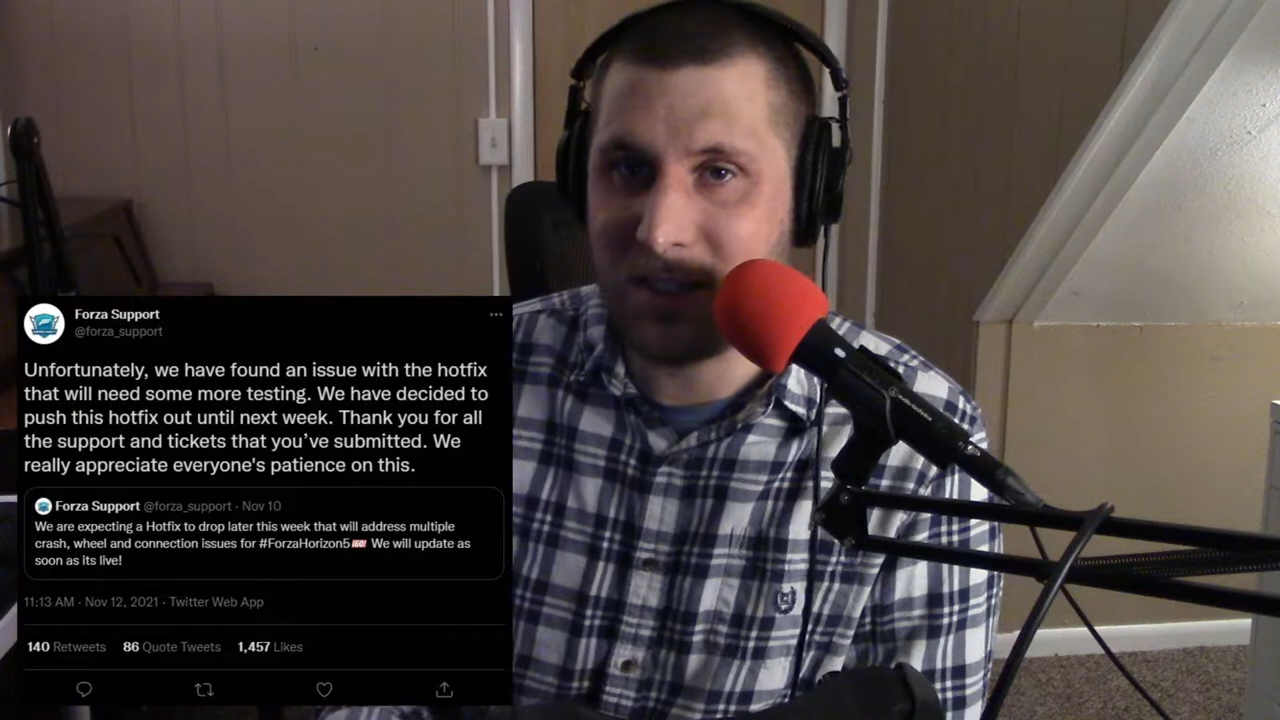 Forza Support
@forza_support
Unfortunately, we have found an issue with the hotfix
that will need some more testing. We have decided to
push this hotfix out until next week. Thank you for all
the support and tickets that you’ve submitted. We
really appreciate everyone's patience on this.
Forza Support @forza_support · Nov 10
We are expecting a Hotfix to drop later this week that will address multiple
crash, wheel and connection issues for #ForzaHorizon5 We will update as
soon as its live!
11:13 AM · Nov 12, 2021 · Twitter Web App
140 Retweets 86 Quote Tweets 1,457 Likes
audio-technica